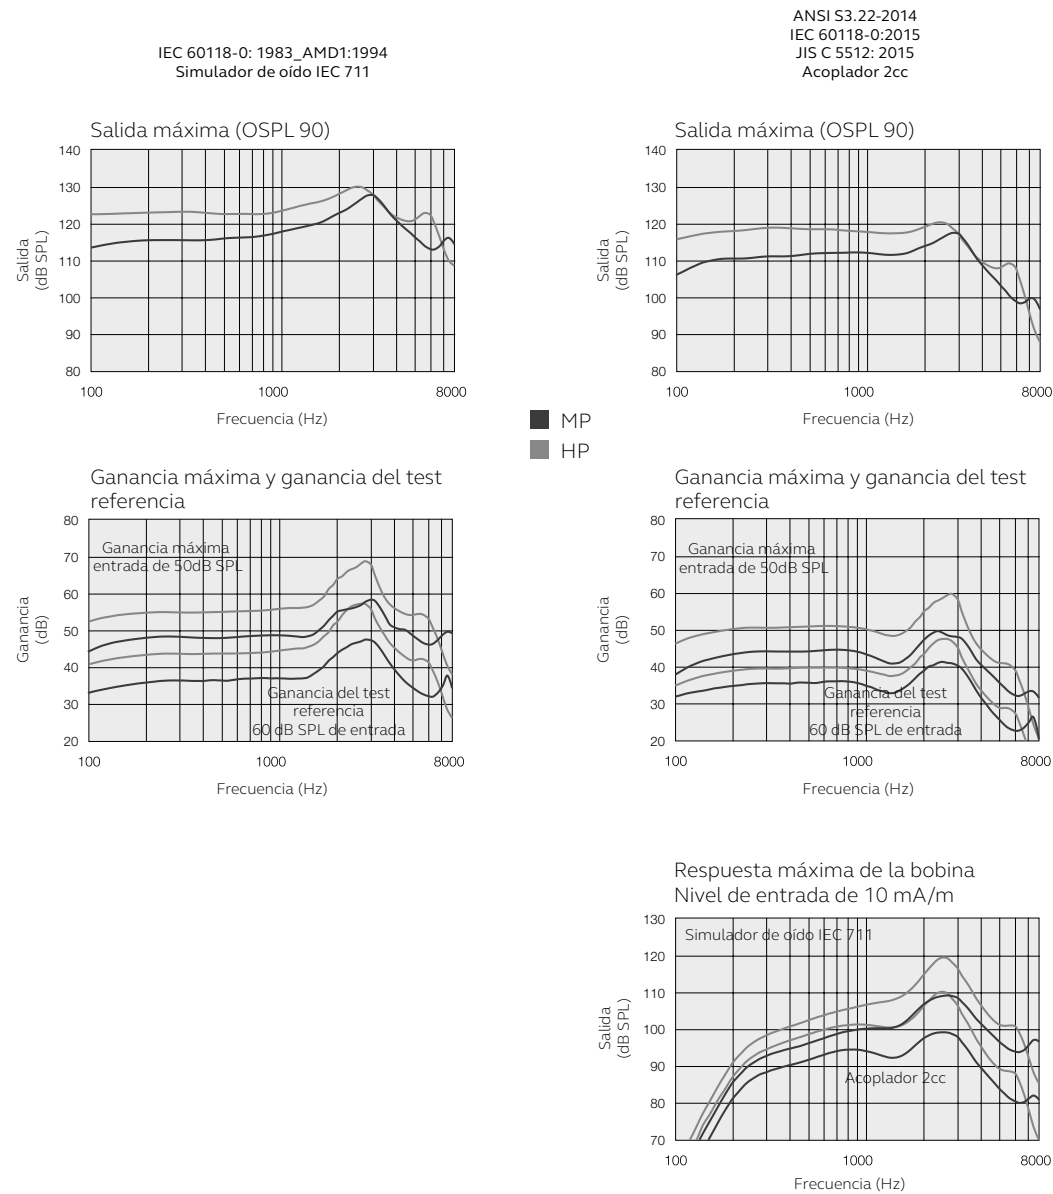 IEC 60118-0: 1983_AMD1:1994
Simulador de oído IEC 711
ANSI S3.22-2014
IEC 60118-0:2015
JIS C 5512: 2015
Acoplador 2cc
Salida máxima (OSPL 90)
140
130
120
110
100
90
80
Salida
(dB SPL)
100
1000
8000
Frecuencia (Hz)
Salida máxima (OSPL 90)
140
130
120
110
100
90
80
Salida
(dB SPL)
100
1000
8000
Frecuencia (Hz)
MP
HP
Ganancia máxima y ganancia del test
referencia
80
70
60
50
40
30
20
Ganancia
(dB)
Ganancia máxima
entrada de 50dB SPL
Ganancia del test
referencia
60 dB SPL de entrada
100
1000
8000
Frecuencia (Hz)
Ganancia máxima y ganancia del test
referencia
80
70
60
50
40
30
20
Ganancia
(dB)
Ganancia máxima
entrada de 50dB SPL
Ganancia del test
referencia
60 dB SPL de entrada
100
1000
8000
Frecuencia (Hz)
Respuesta máxima de la bobina
Nivel de entrada de 10 mA/m
130
120
110
100
90
80
70
Salida
(dB SPL)
Simulador de oído IEC 711
Acoplador 2cc
100
1000
8000
Frecuencia (Hz)